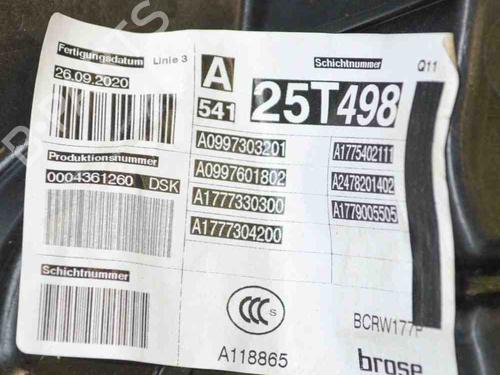 Fertigungsdatum
Linie 3
26.09.2020
A
541
Schichtnummer
Q11
25T498
Produktionsnummer
0004361260 DSK
A0997303201
A0997601802
A1777330300
A1777304200
A1775402111
A2478201402
A1779005505
Schichtnummer
CCC S
A118865
BCRW177P
brose